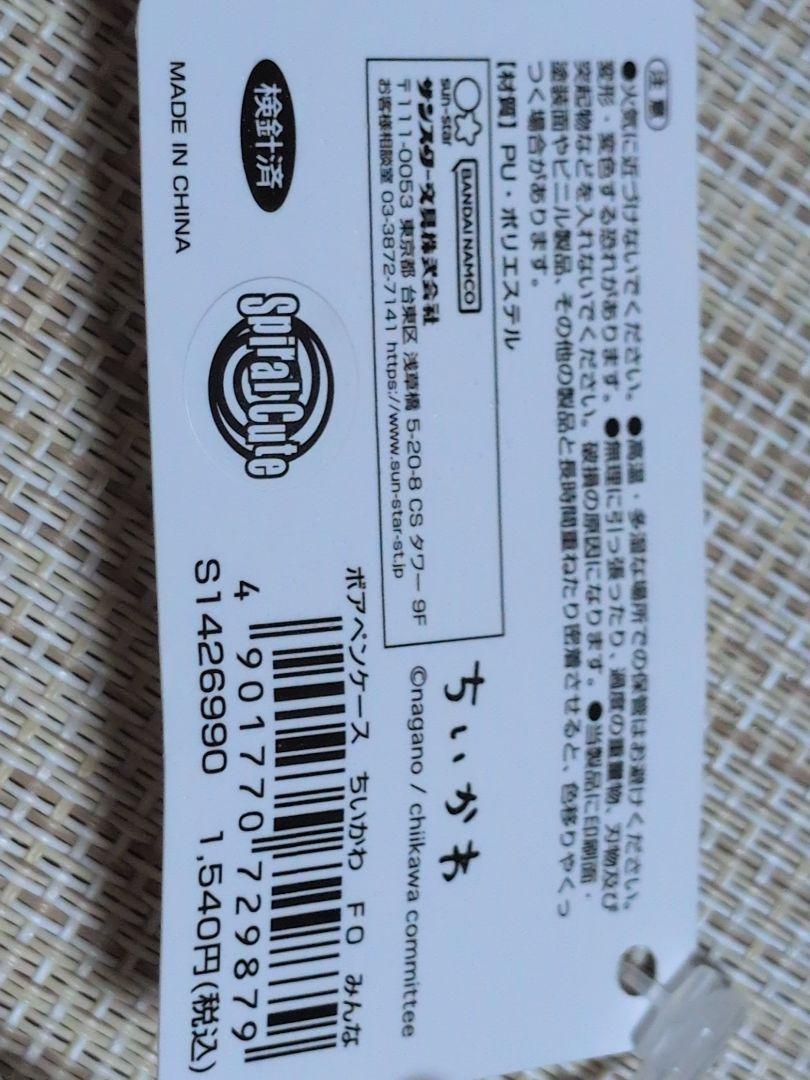 注意
●火気に近づけないでください。●高温・多湿な場所での保管はお避けください。
変形・変色する恐れがあります。●無理に引っ張ったり、過度の重量物、刃物及び
突起物などを入れないでください。破損の原因になります。●当製品に印刷面・
塗装面やビニル製品、その他の製品と長時間重ねたり密着させると、色移りやくっ
つく場合があります。
【材質】PU・ポリエステル
sun-star
BANDAI NAMCO
サンスター文具株式会社
〒111-0053 東京都 台東区 浅草橋 5-20-8 CS タワー 9F
お客様相談室 03-3872-7141 https://www.sun-star-st.jp
ちいかわ
©nagano / chiikawa committee
検針済
MADE IN CHINA
Spiral Cute
ボアペンケース ちいかわ FO みんな
4 901770 729879
S1426990 1,540円(税込)